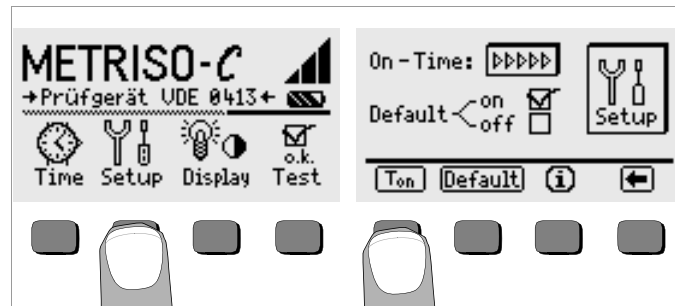 METRISO-C
→Prüfgerät VDE 0413←
Time Setup Display o.k. Test
On-Time: ▷▷▷▷▷
Default on
off
Setup
Ton Default i ←